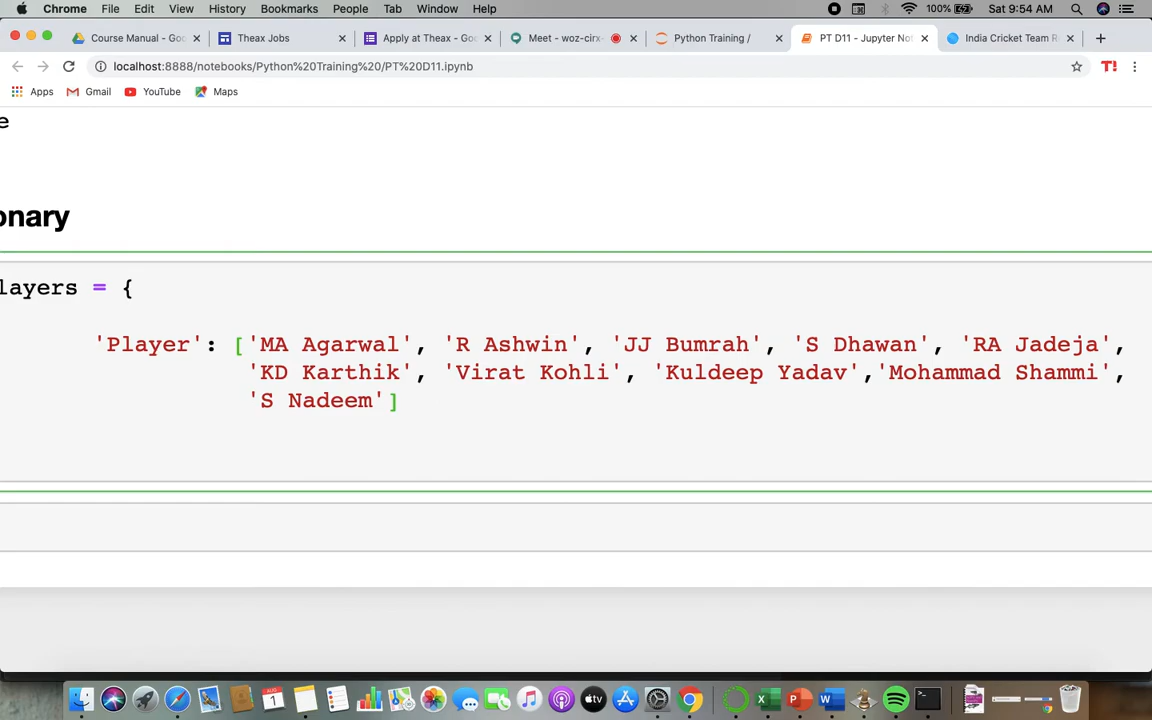 Chrome File Edit View History Bookmarks People Tab Window Help 100% Sat 9:54 AM
Course Manual - Goo Theax Jobs Apply at Theax - Goo Meet - woz-cirx- Python Training / PT D11 - Jupyter Not India Cricket Team R
localhost:8888/notebooks/Python%20Training%20/PT%20D11.ipynb T!
Apps Gmail YouTube Maps
e
onary
layers = {
'Player': ['MA Agarwal', 'R Ashwin', 'JJ Bumrah', 'S Dhawan', 'RA Jadeja',
'KD Karthik', 'Virat Kohli', 'Kuldeep Yadav','Mohammad Shammi',
'S Nadeem']